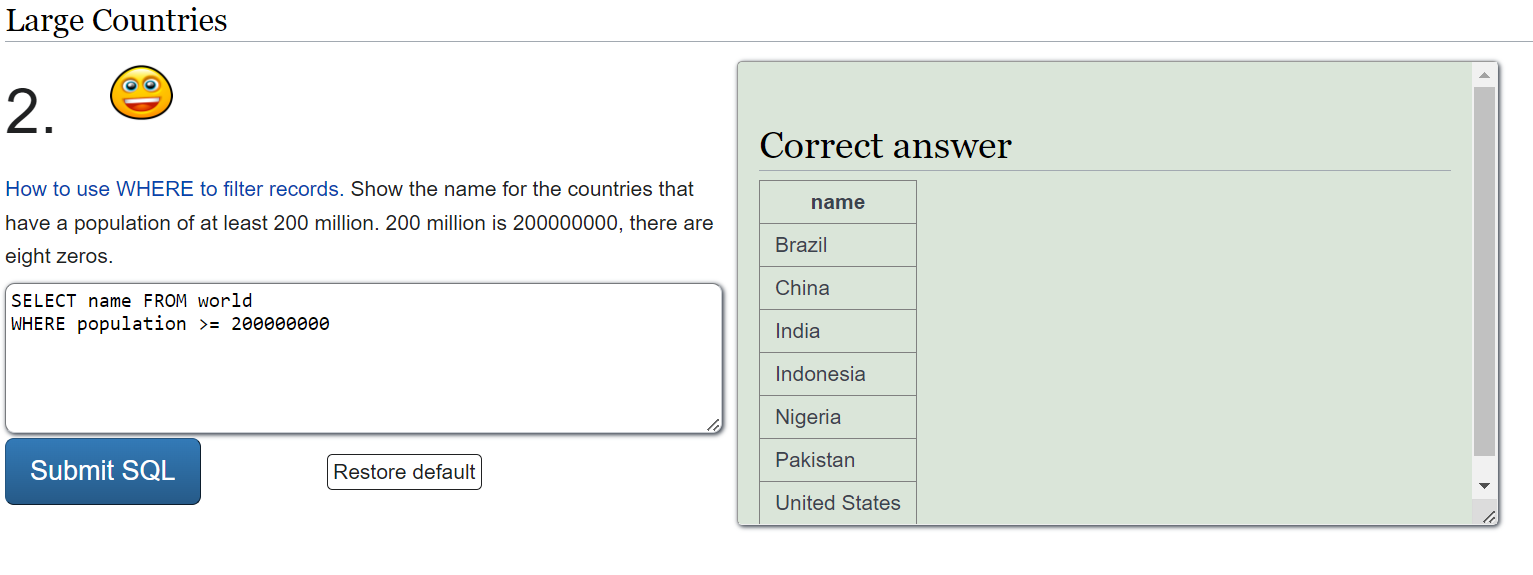 Large Countries
2.
How to use WHERE to filter records. Show the name for the countries that
have a population of at least 200 million. 200 million is 200000000, there are
eight zeros.
SELECT name FROM world
WHERE population >= 200000000
Submit SQL
Restore default
Correct answer
name
Brazil
China
India
Indonesia
Nigeria
Pakistan
United States